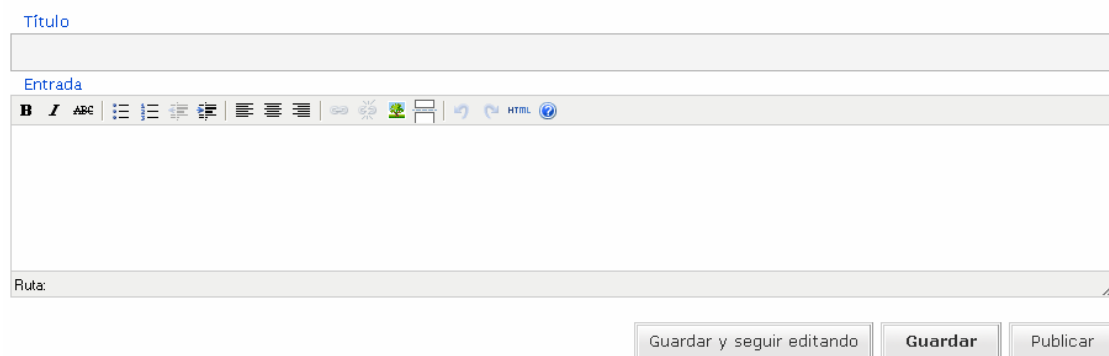 Título
Entrada
B I ABC HTML ?
Ruta:
Guardar y seguir editando Guardar Publicar